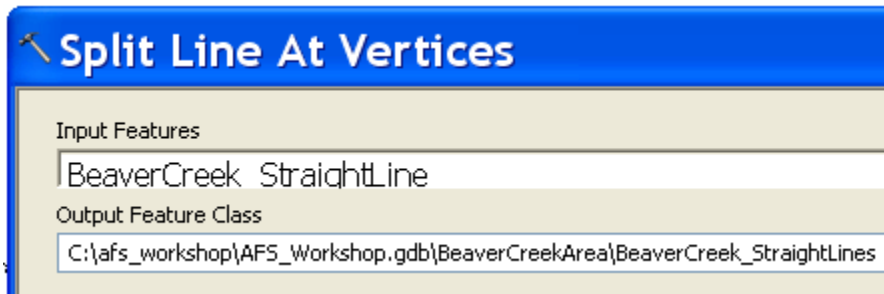 Split Line At Vertices
Input Features
BeaverCreek_StraightLine
Output Feature Class
C:\afs_workshop\AFS_Workshop.gdb\BeaverCreekArea\BeaverCreek_StraightLines